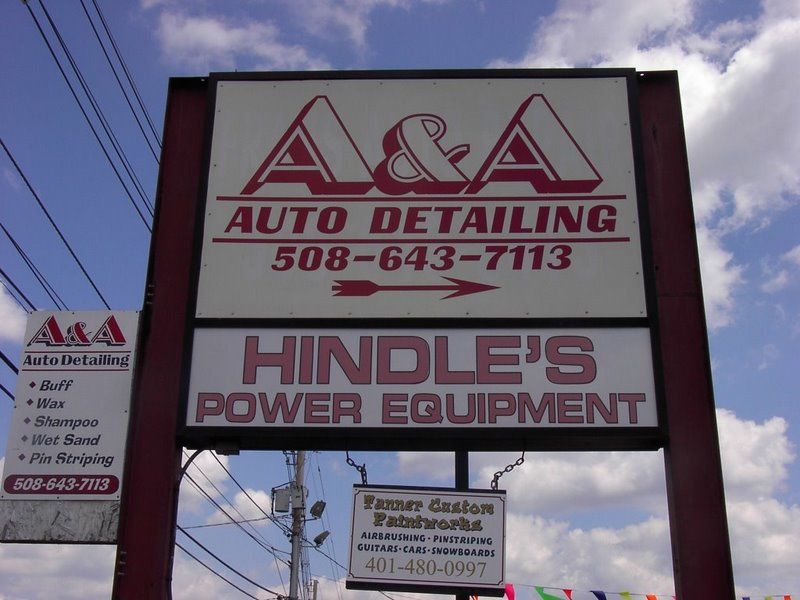 A&A
AUTO DETAILING
508-643-7113
HINDLE'S
POWER EQUIPMENT
A&A
Auto Detailing
Buff
Wax
Shampoo
Wet Sand
Pin Striping
508-643-7113
Tanner Custom
Paintworks
AIRBRUSHING · PINSTRIPING
GUITARS · CARS · SNOWBOARDS
401-480-0997